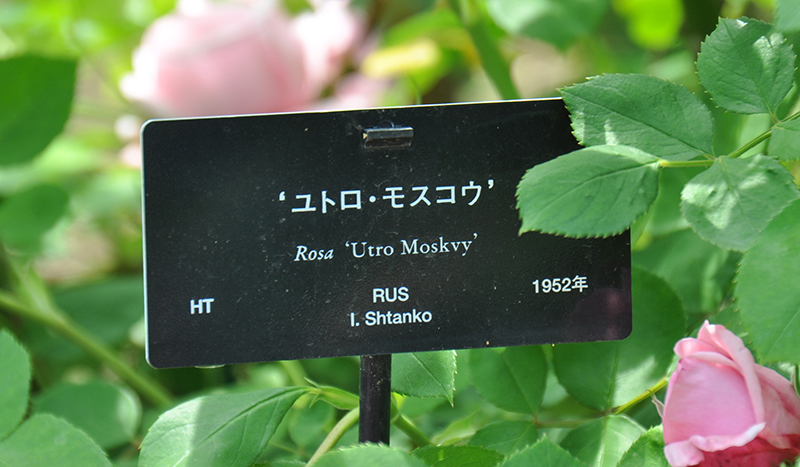 ‘ユトロ・モスコウ’
Rosa ‘Utro Moskvy’
HT
RUS
I. Shtanko
1952年